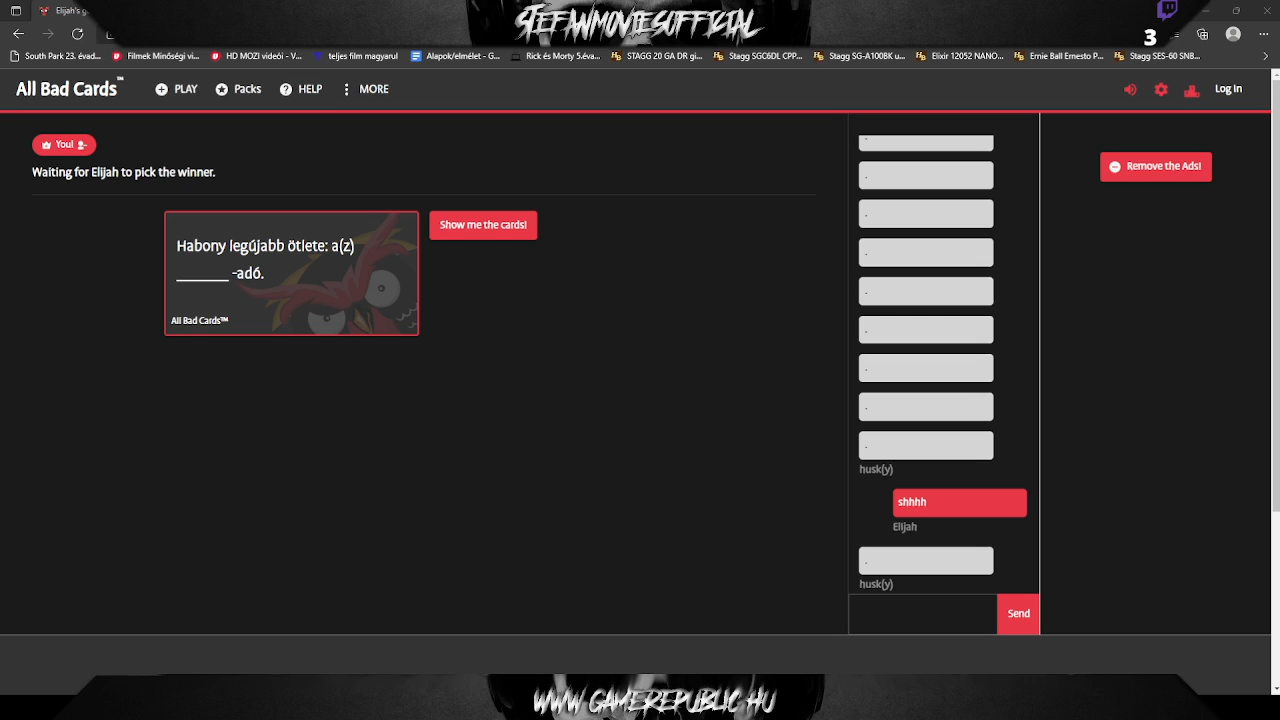 STEFANMOVIESOFFICIAL
3
Elijah's g
South Park 23. évad...
Filmek Minőségi vi...
HD MOZI videói - V...
teljes film magyarul
Alapok/elmélet - G...
Rick és Morty 5.éva...
STAGG 20 GA DR gi...
Stagg SGC6DL CPP...
Stagg SG-A100BK u...
Elixir 12052 NANO...
Ernie Ball Ernesto P...
Stagg SES-60 SNB...
All Bad Cards™
PLAY
Packs
HELP
MORE
Log In
You!
Waiting for Elijah to pick the winner.
Habony legújabb ötlete: a(z)
______ -adó.
All Bad Cards™
Show me the cards!
.
.
.
.
.
.
.
.
.
husk(y)
shhhh
Elijah
.
husk(y)
Send
Remove the Ads!
WWW GAMEREPUBLIC.HU